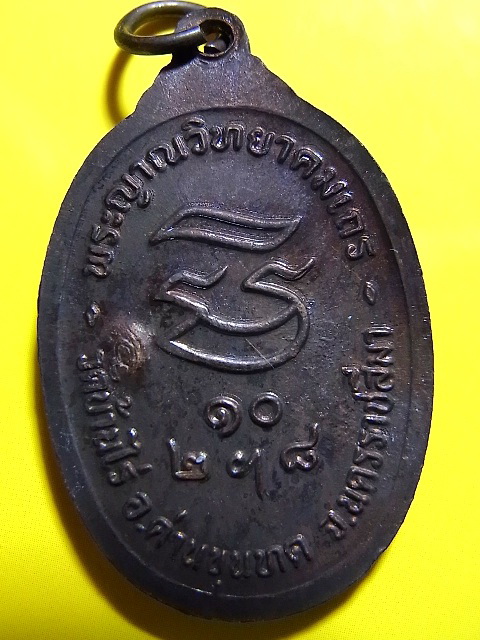 พระญาณวิทยาคมเถร
๑๐
๒๕๘
วัดบ้านไร่ อ.ด่านขุนทด จ.นครราชสีมา